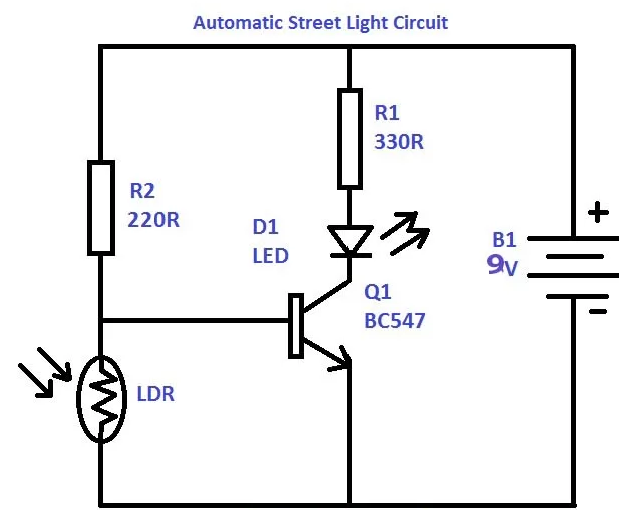 Automatic Street Light Circuit
R1
330R
R2
220R
D1
LED
B1
9V
+
-
Q1
BC547
LDR